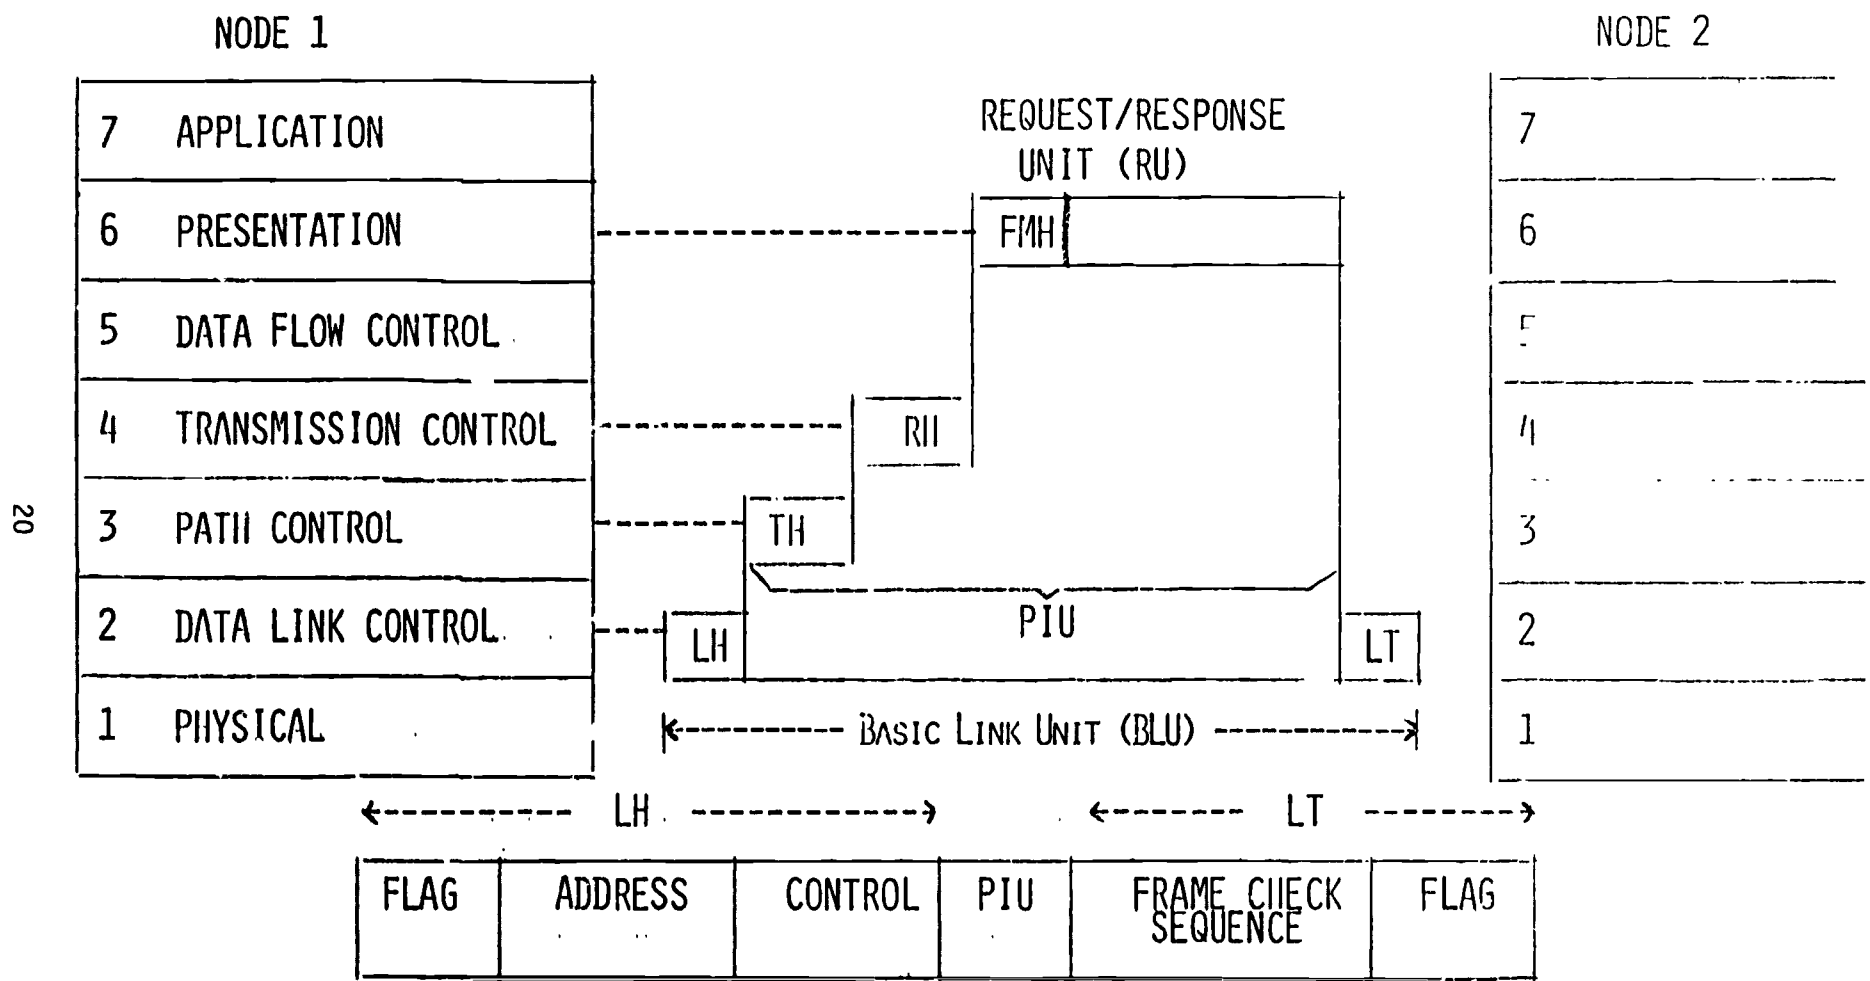 NODE 1
NODE 2
7 APPLICATION
6 PRESENTATION
5 DATA FLOW CONTROL
4 TRANSMISSION CONTROL
3 PATH CONTROL
2 DATA LINK CONTROL
1 PHYSICAL
REQUEST/RESPONSE
UNIT (RU)
FMH
RH
TH
PIU
LH
LT
BASIC LINK UNIT (BLU)
7
6
5
4
3
2
1
LH
LT
FLAG
ADDRESS
CONTROL
PIU
FRAME CHECK
SEQUENCE
FLAG
20